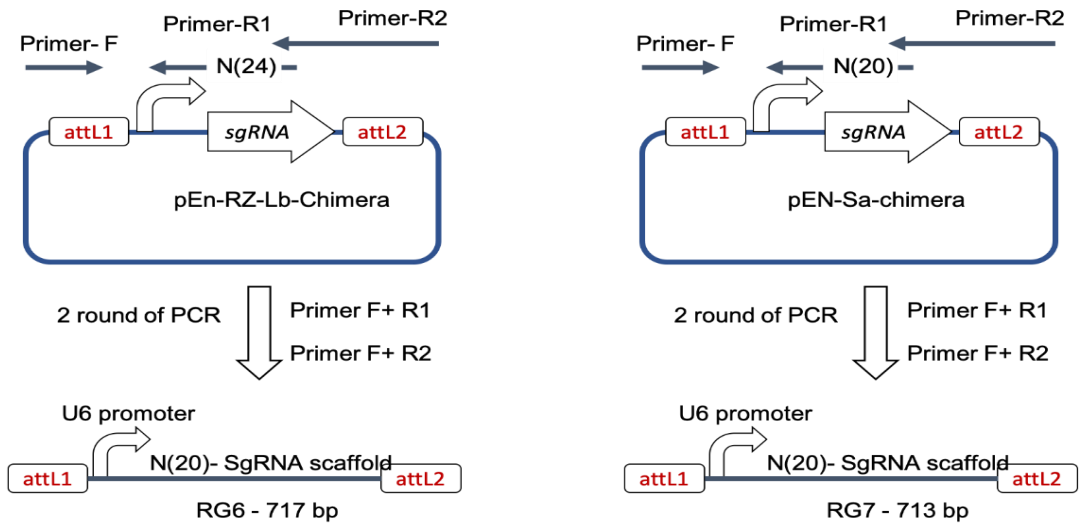 Primer- F
Primer-R1
Primer-R2
N(24)
attL1
sgRNA
attL2
pEn-RZ-Lb-Chimera
2 round of PCR
Primer F+ R1
Primer F+ R2
U6 promoter
N(20)- SgRNA scaffold
attL1
attL2
RG6 - 717 bp
Primer- F
Primer-R1
Primer-R2
N(20)
attL1
sgRNA
attL2
pEN-Sa-chimera
2 round of PCR
Primer F+ R1
Primer F+ R2
U6 promoter
N(20)- SgRNA scaffold
attL1
attL2
RG7 - 713 bp